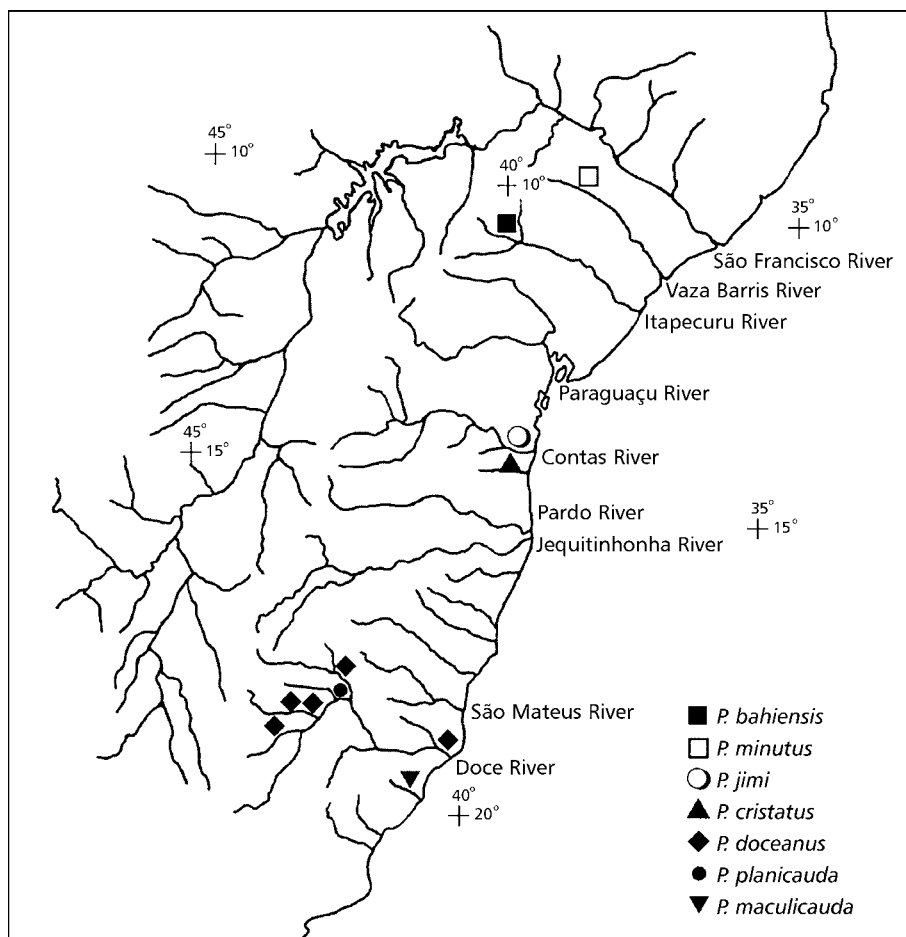 45°
10°
40°
10°
35°
10°
São Francisco River
Vaza Barris River
Itapecuru River
Paraguaçu River
45°
15°
Contas River
Pardo River
35°
15°
Jequitinhonha River
São Mateus River
Doce River
40°
20°
P. bahiensis
P. minutus
P. jimi
P. cristatus
P. doceanus
P. planicauda
P. maculicauda